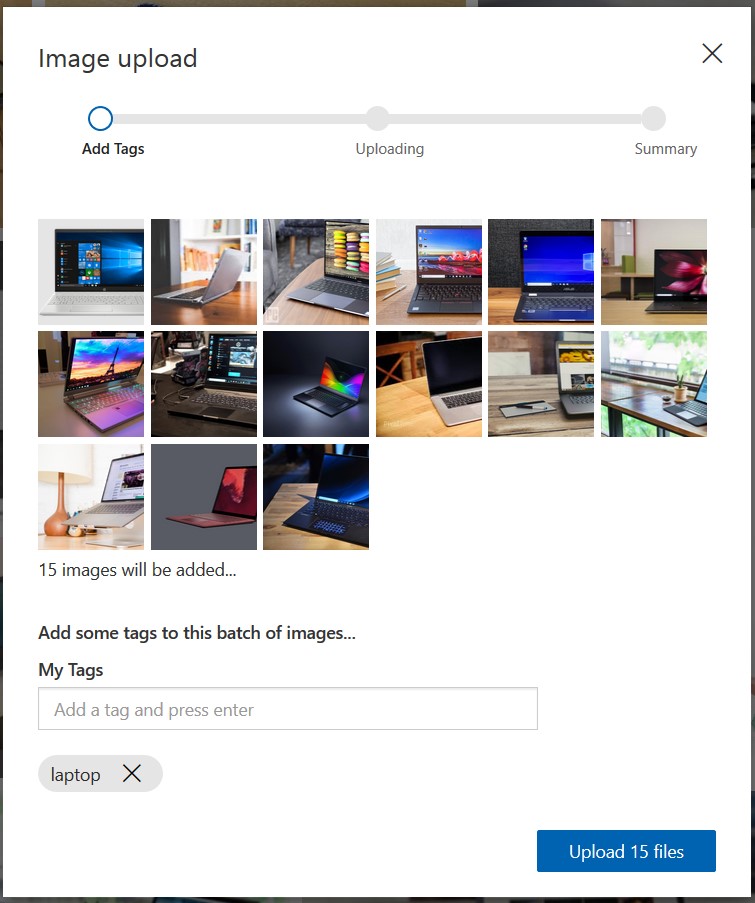 Image upload
Add Tags
Uploading
Summary
15 images will be added...
Add some tags to this batch of images...
My Tags
Add a tag and press enter
laptop
Upload 15 files